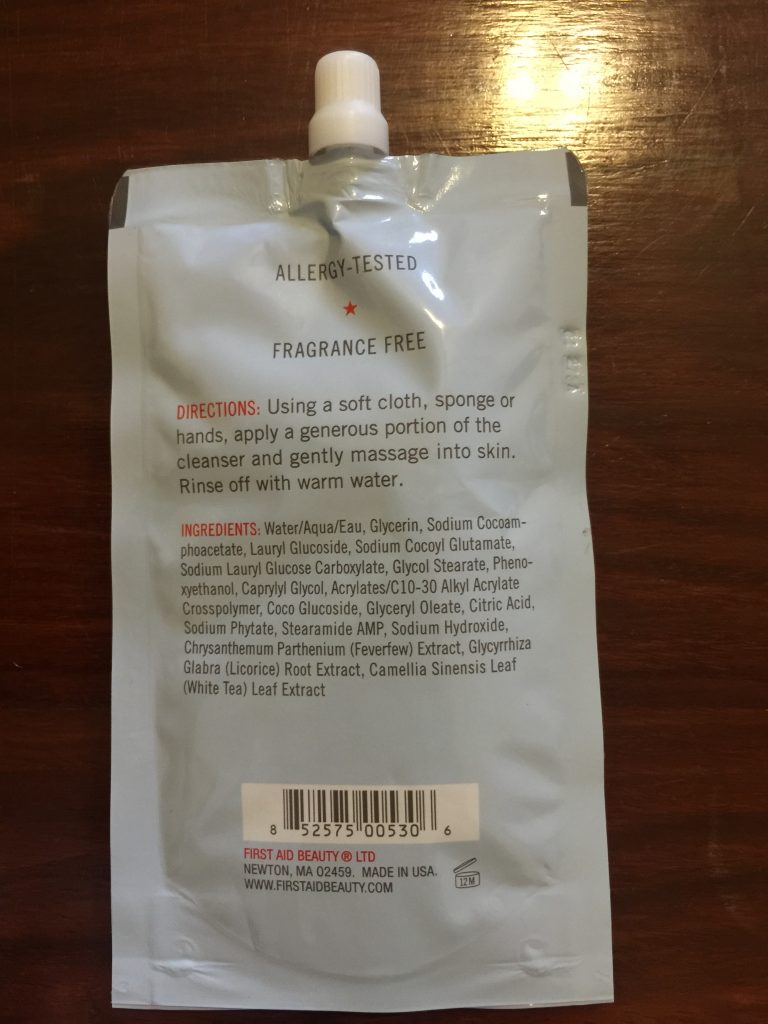 ALLERGY-TESTED
FRAGRANCE FREE
DIRECTIONS: Using a soft cloth, sponge or
hands, apply a generous portion of the
cleanser and gently massage into skin.
Rinse off with warm water.
INGREDIENTS: Water/Aqua/Eau, Glycerin, Sodium Cocoam-
phoacetate, Lauryl Glucoside, Sodium Cocoyl Glutamate,
Sodium Lauryl Glucose Carboxylate, Glycol Stearate, Pheno-
xyethanol, Caprylyl Glycol, Acrylates/C10-30 Alkyl Acrylate
Crosspolymer, Coco Glucoside, Glyceryl Oleate, Citric Acid,
Sodium Phytate, Stearamide AMP, Sodium Hydroxide,
Chrysanthemum Parthenium (Feverfew) Extract, Glycyrrhiza
Glabra (Licorice) Root Extract, Camellia Sinensis Leaf
(White Tea) Leaf Extract
8 52575 00530 6
FIRST AID BEAUTY® LTD
NEWTON, MA 02459. MADE IN USA.
WWW.FIRSTAIDBEAUTY.COM
12M